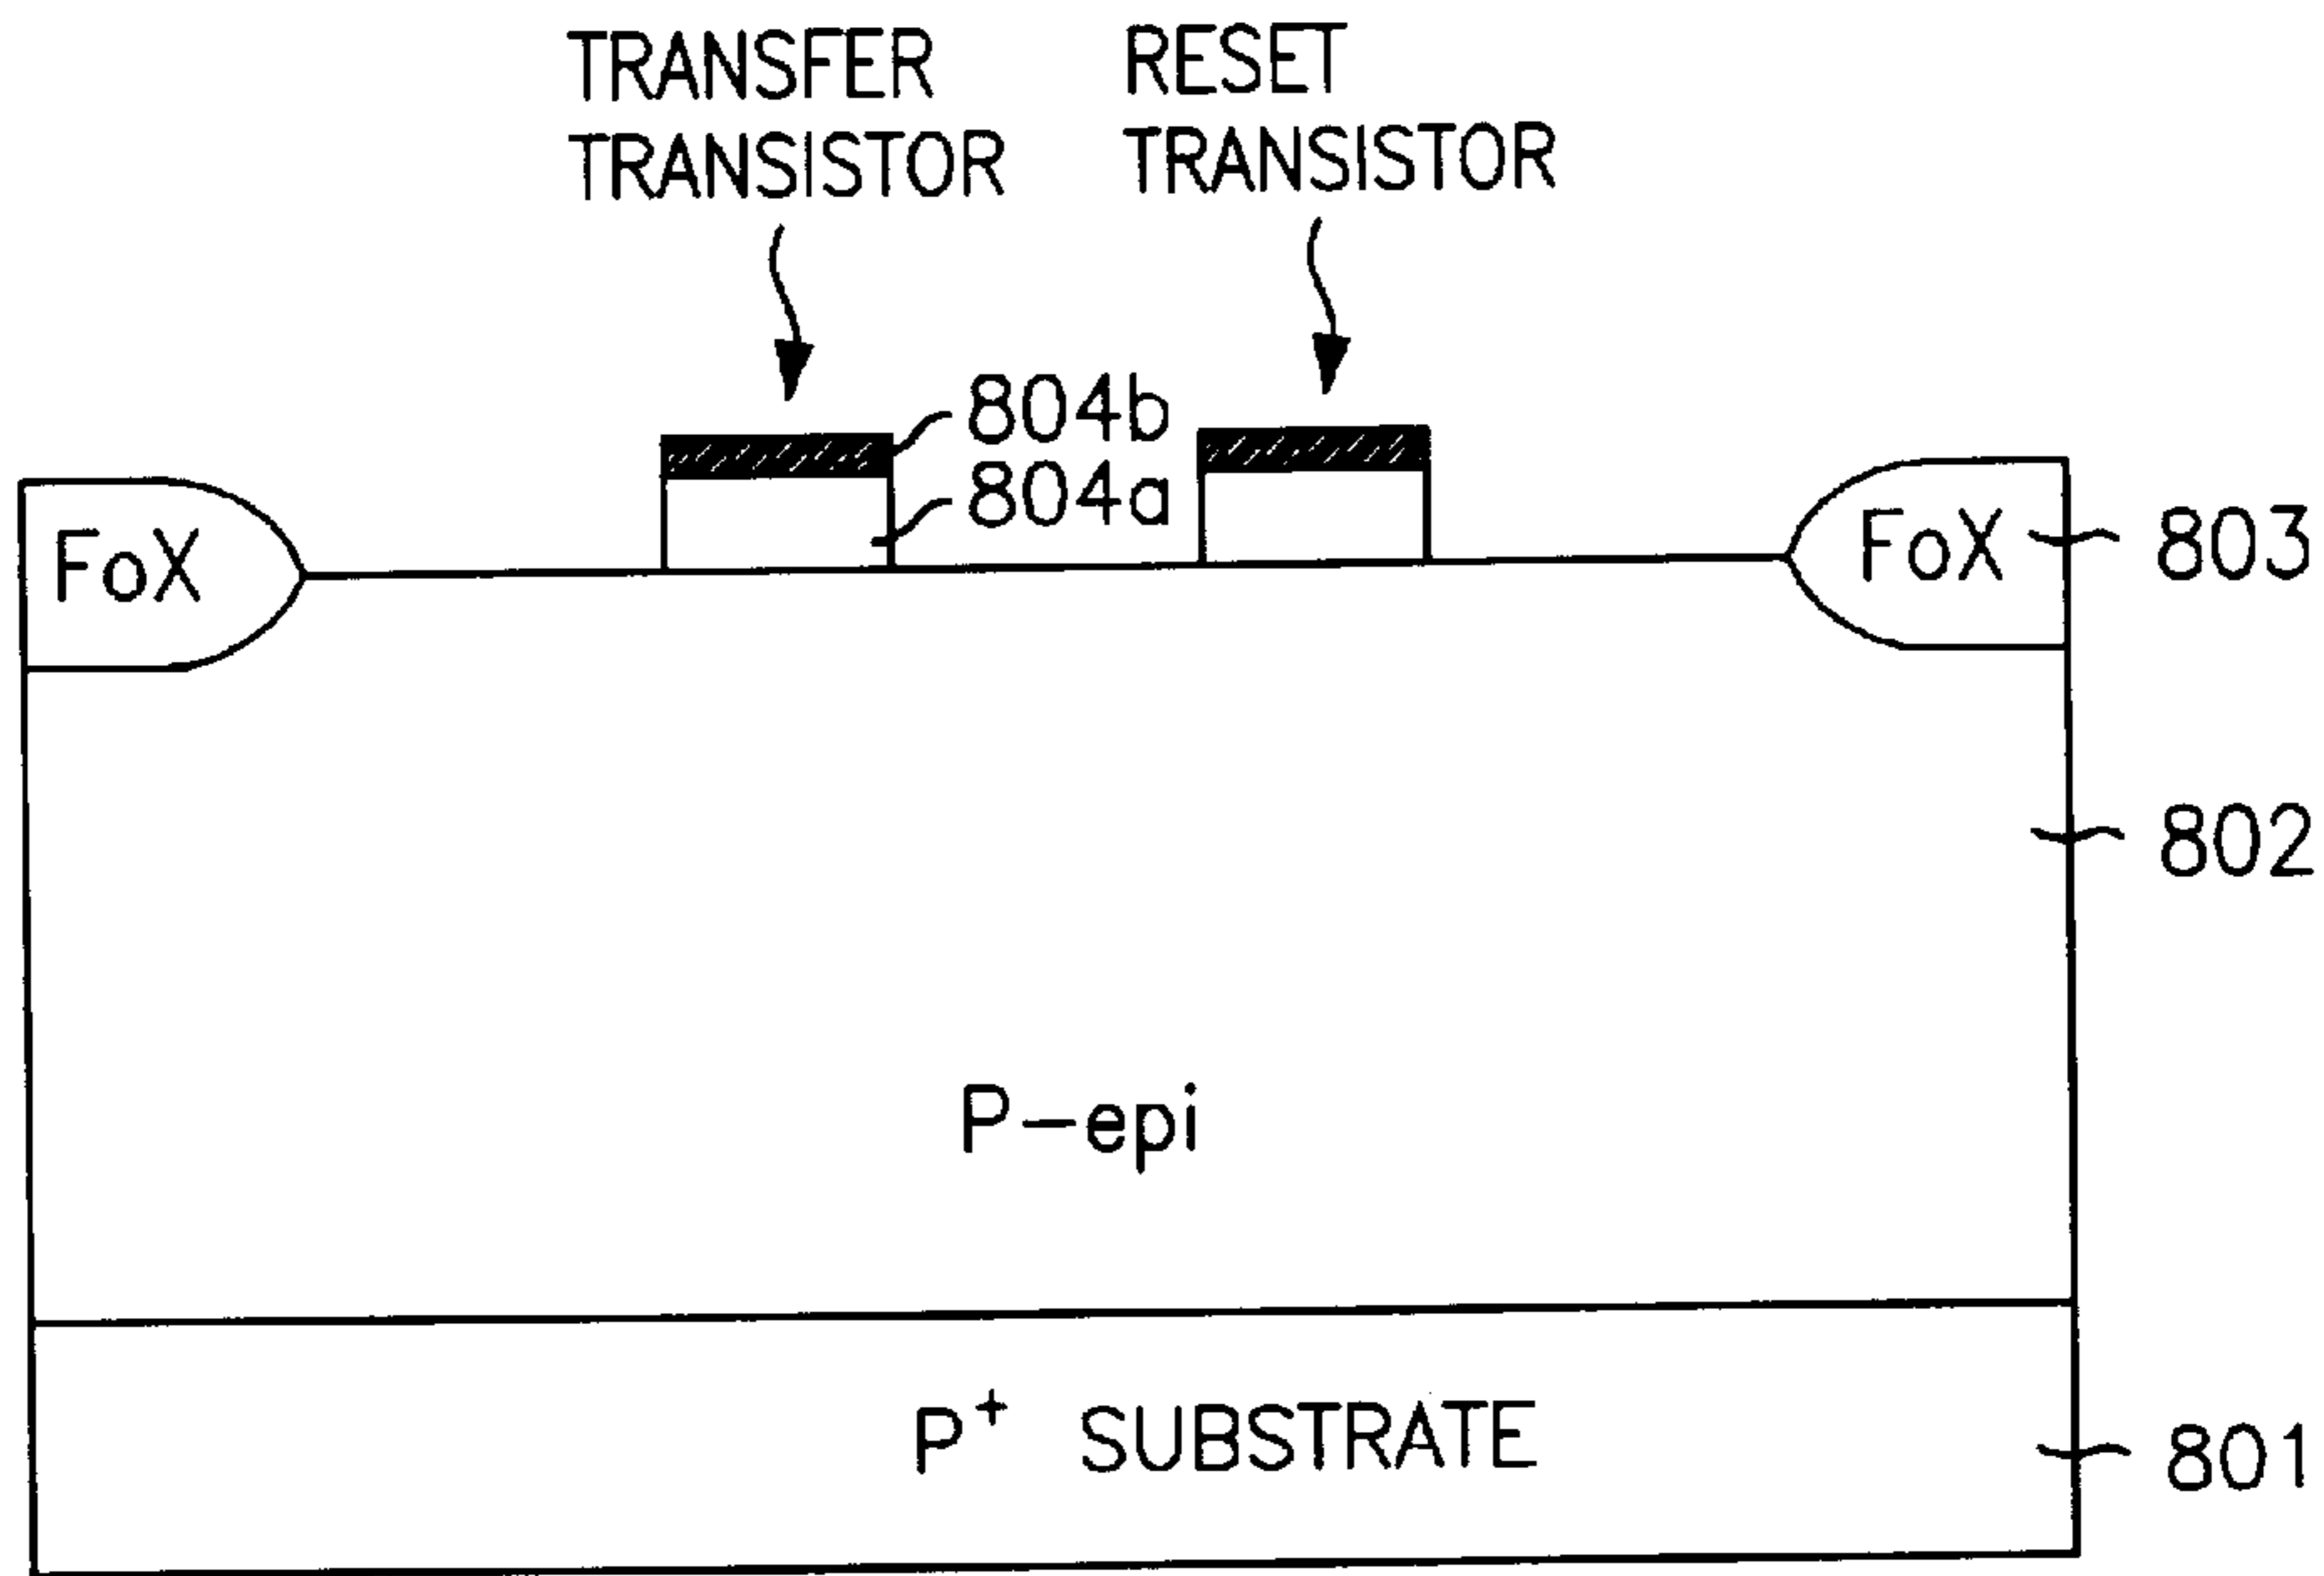 TRANSFER
TRANSISTOR
RESET
TRANSISTOR
804b
804a
FoX
FoX
803
802
P-epi
P+ SUBSTRATE
801